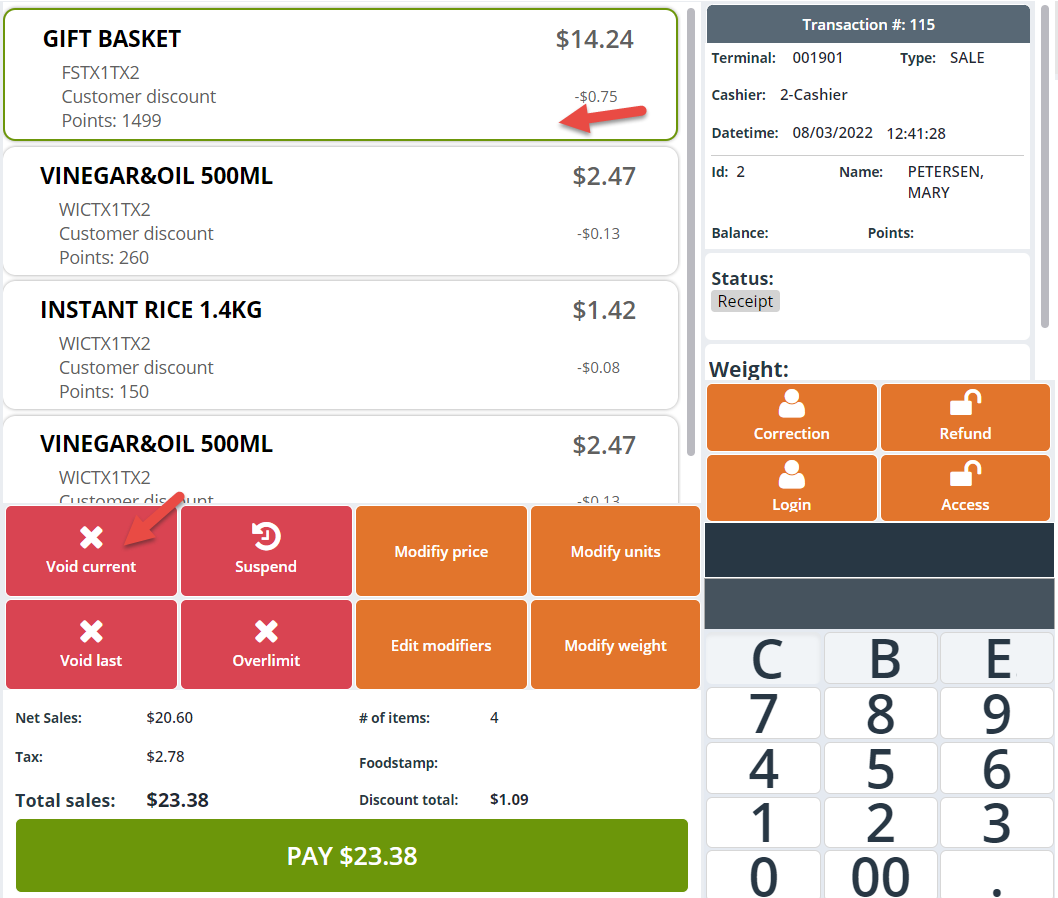 GIFT BASKET $14.24
FSTX1TX2
Customer discount -$0.75
Points: 1499
VINEGAR&OIL 500ML $2.47
WICTX1TX2
Customer discount -$0.13
Points: 260
INSTANT RICE 1.4KG $1.42
WICTX1TX2
Customer discount -$0.08
Points: 150
VINEGAR&OIL 500ML $2.47
WICTX1TX2
Customer discount -$0.13
Void current Suspend Modifiy price Modify units
Void last Overlimit Edit modifiers Modify weight
Net Sales: $20.60 # of items: 4
Tax: $2.78
Foodstamp:
Total sales: $23.38 Discount total: $1.09
PAY $23.38
Transaction #: 115
Terminal: 001901 Type: SALE
Cashier: 2-Cashier
Datetime: 08/03/2022 12:41:28
Id: 2 Name: PETERSEN,
MARY
Balance: Points:
Status:
Receipt
Weight:
Correction Refund
Login Access
C B E
7 8 9
4 5 6
1 2 3
0 00 .